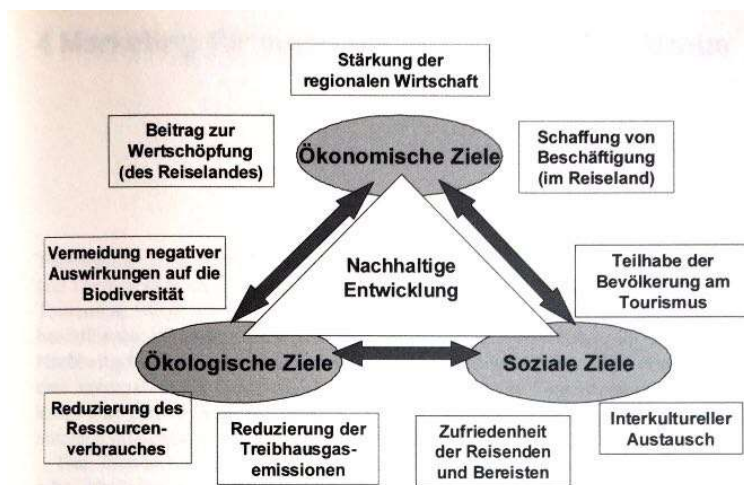 Stärkung der
regionalen Wirtschaft
Beitrag zur
Wertschöpfung
(des Reiselandes)
Ökonomische Ziele
Schaffung von
Beschäftigung
(im Reiseland)
Vermeidung negativer
Auswirkungen auf die
Biodiversität
Nachhaltige
Entwicklung
Teilhabe der
Bevölkerung am
Tourismus
Ökologische Ziele
Soziale Ziele
Reduzierung des
Ressourcen-
verbrauches
Reduzierung der
Treibhausgas-
emissionen
Zufriedenheit
der Reisenden
und Bereisten
Interkultureller
Austausch